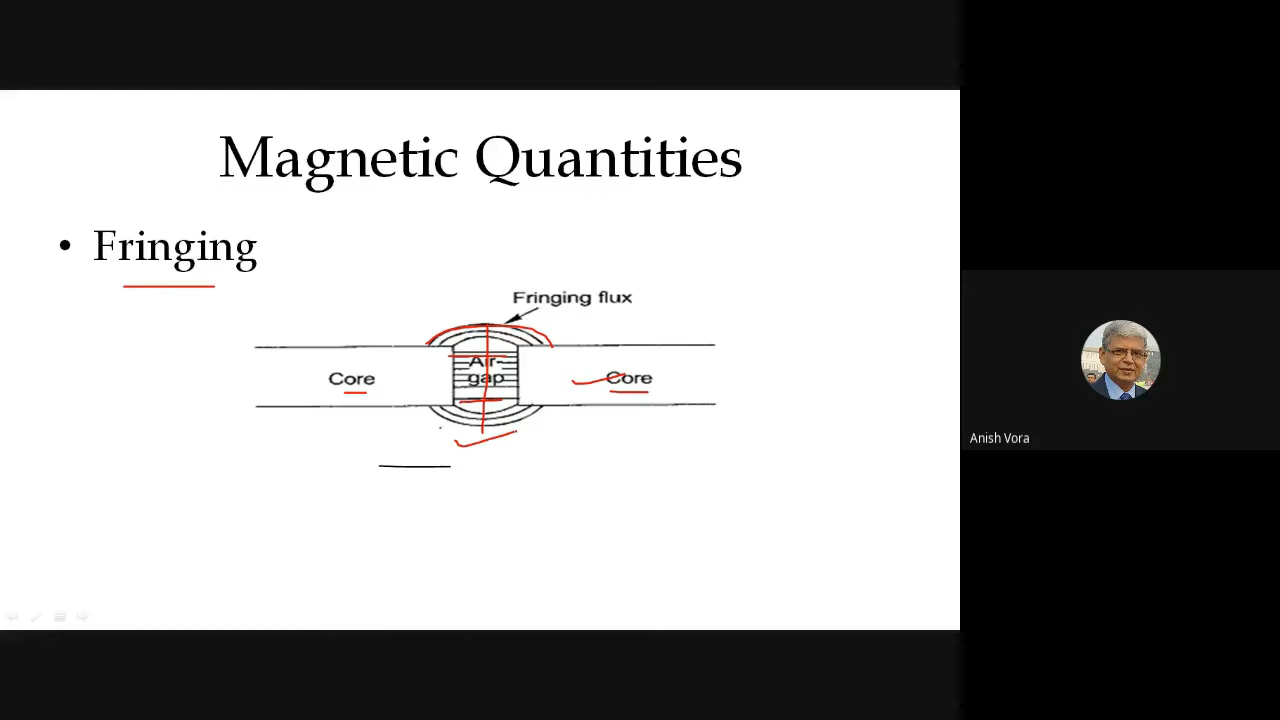 Magnetic Quantities
• Fringing
Fringing flux
Core
Air-
gap
Core
Anish Vora